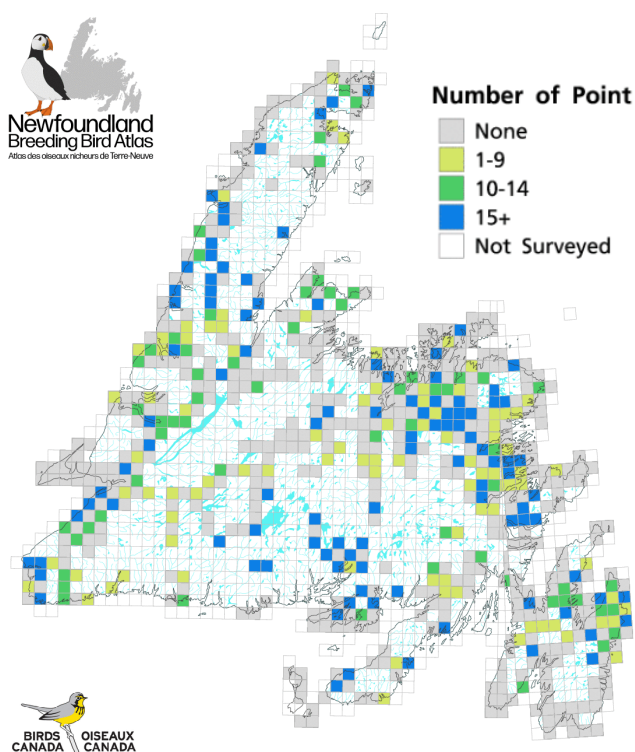 Newfoundland
Breeding Bird Atlas
Atlas des oiseaux nicheurs de Terre-Neuve
Number of Point
None
1-9
10-14
15+
Not Surveyed
BIRDS OISEAUX
CANADA CANADA